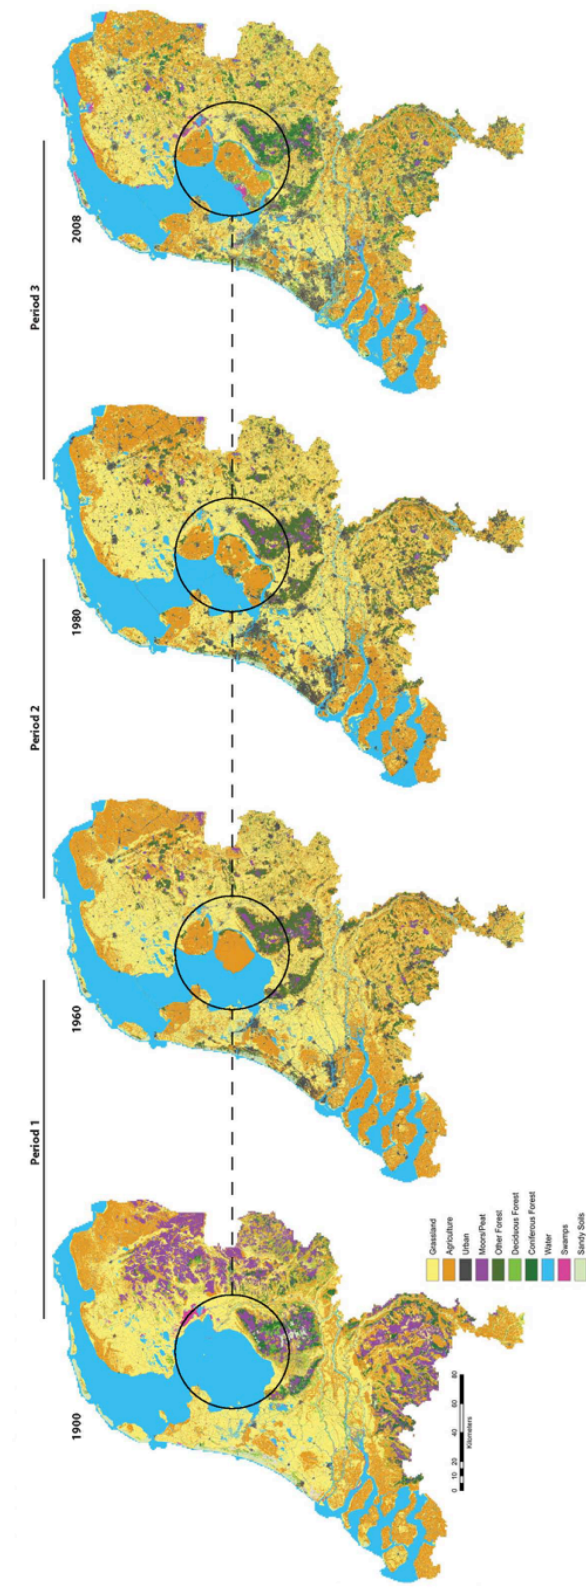 Period 1
Period 2
Period 3
1900
1960
1980
2008
Grassland
Agriculture
Urban
Moors/Peat
Other Forest
Deciduous Forest
Coniferous Forest
Water
Swamps
Sandy Soils
0 10 20 40 60 80
Kilometers